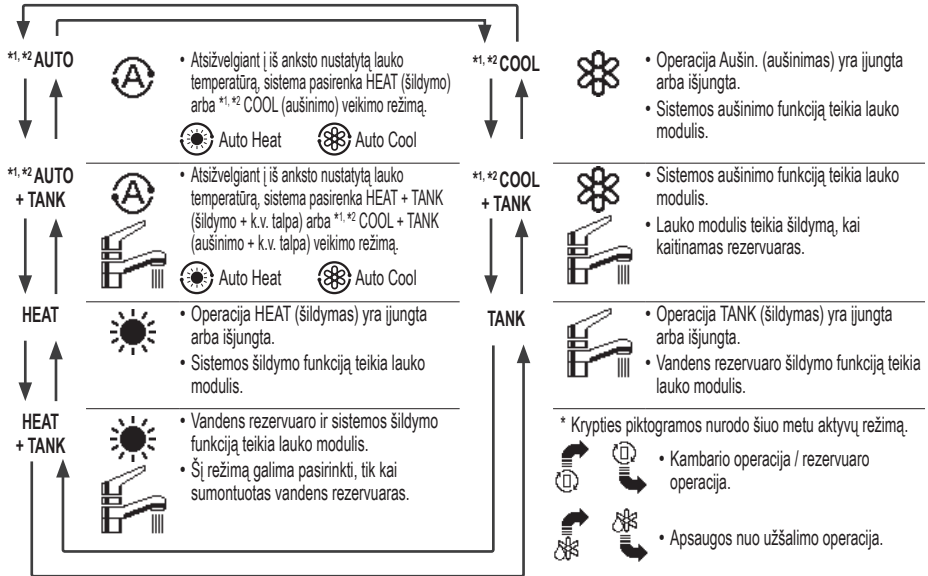 *1, *2 AUTO
• Atsižvelgiant į iš anksto nustatytą lauko
temperatūrą, sistema pasirenka HEAT (šildymo)
arba *1, *2 COOL (aušinimo) veikimo režimą.
Auto Heat Auto Cool
*1, *2 AUTO
+ TANK
• Atsižvelgiant į iš anksto nustatytą lauko
temperatūrą, sistema pasirenka HEAT + TANK
(šildymo + k.v. talpa) arba *1, *2 COOL + TANK
(aušinimo + k.v. talpa) veikimo režimą.
Auto Heat Auto Cool
HEAT
• Operacija HEAT (šildymas) yra įjungta
arba išjungta.
• Sistemos šildymo funkciją teikia lauko
modulis.
HEAT
+ TANK
• Vandens rezervuaro ir sistemos šildymo
funkciją teikia lauko modulis.
• Šį režimą galima pasirinkti, tik kai
sumontuotas vandens rezervuaras.
*1, *2 COOL
• Operacija Aušin. (aušinimas) yra įjungta
arba išjungta.
• Sistemos aušinimo funkciją teikia lauko
modulis.
*1, *2 COOL
+ TANK
• Sistemos aušinimo funkciją teikia lauko
modulis.
• Lauko modulis teikia šildymą, kai
kaitinamas rezervuaras.
TANK
• Operacija TANK (šildymas) yra įjungta
arba išjungta.
• Vandens rezervuaro šildymo funkciją teikia
lauko modulis.
* Krypties piktogramos nurodo šiuo metu aktyvų režimą.
• Kambario operacija / rezervuaro
operacija.
• Apsaugos nuo užšalimo operacija.